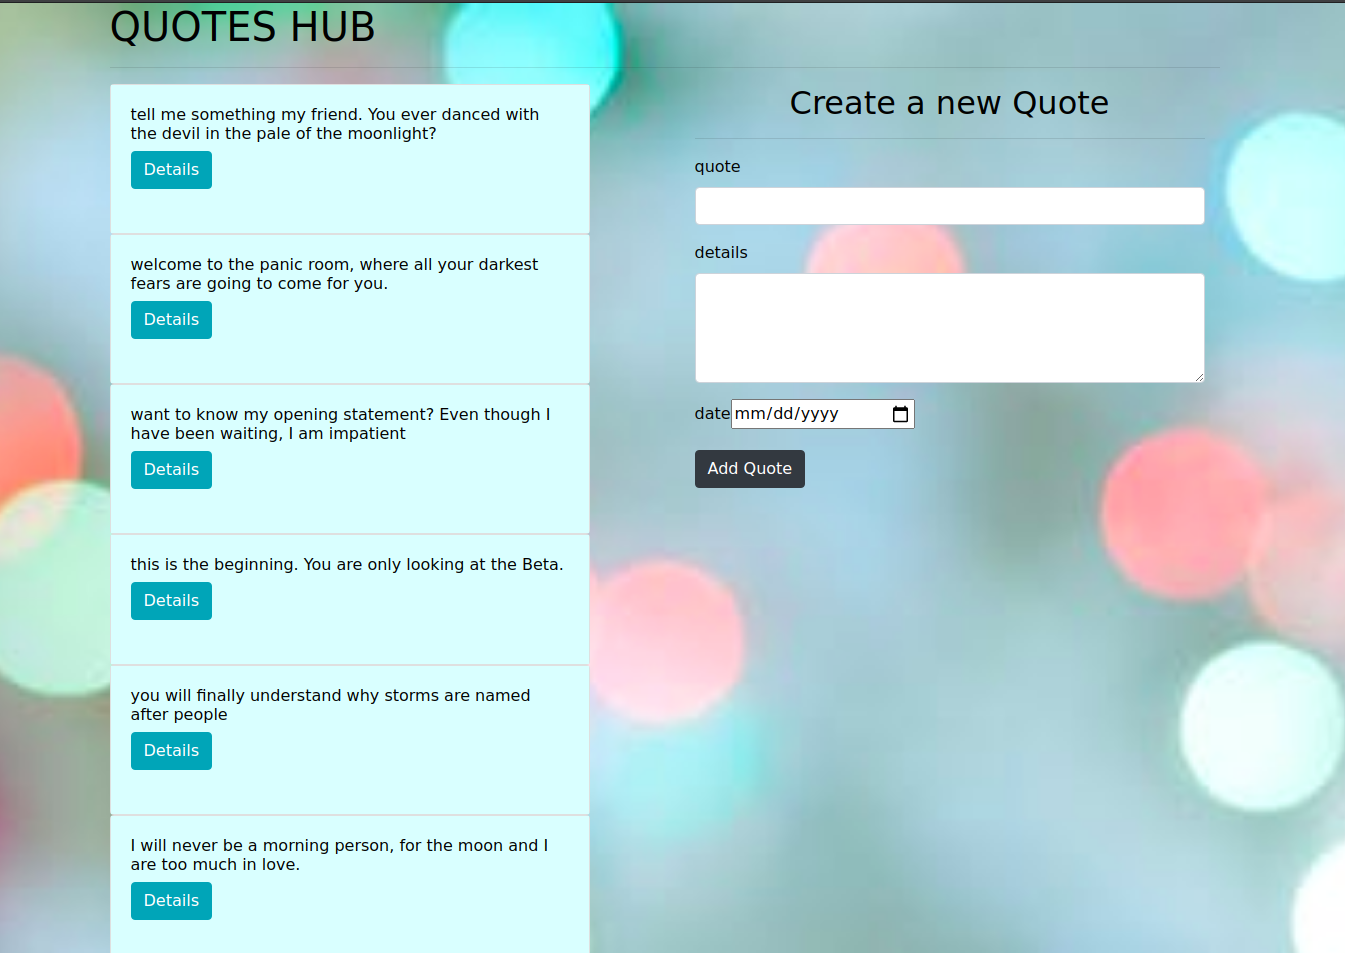 QUOTES HUB
tell me something my friend. You ever danced with
the devil in the pale of the moonlight?
Details
welcome to the panic room, where all your darkest
fears are going to come for you.
Details
want to know my opening statement? Even though I
have been waiting, I am impatient
Details
this is the beginning. You are only looking at the Beta.
Details
you will finally understand why storms are named
after people
Details
I will never be a morning person, for the moon and I
are too much in love.
Details
Create a new Quote
quote
details
date mm/dd/yyyy
Add Quote